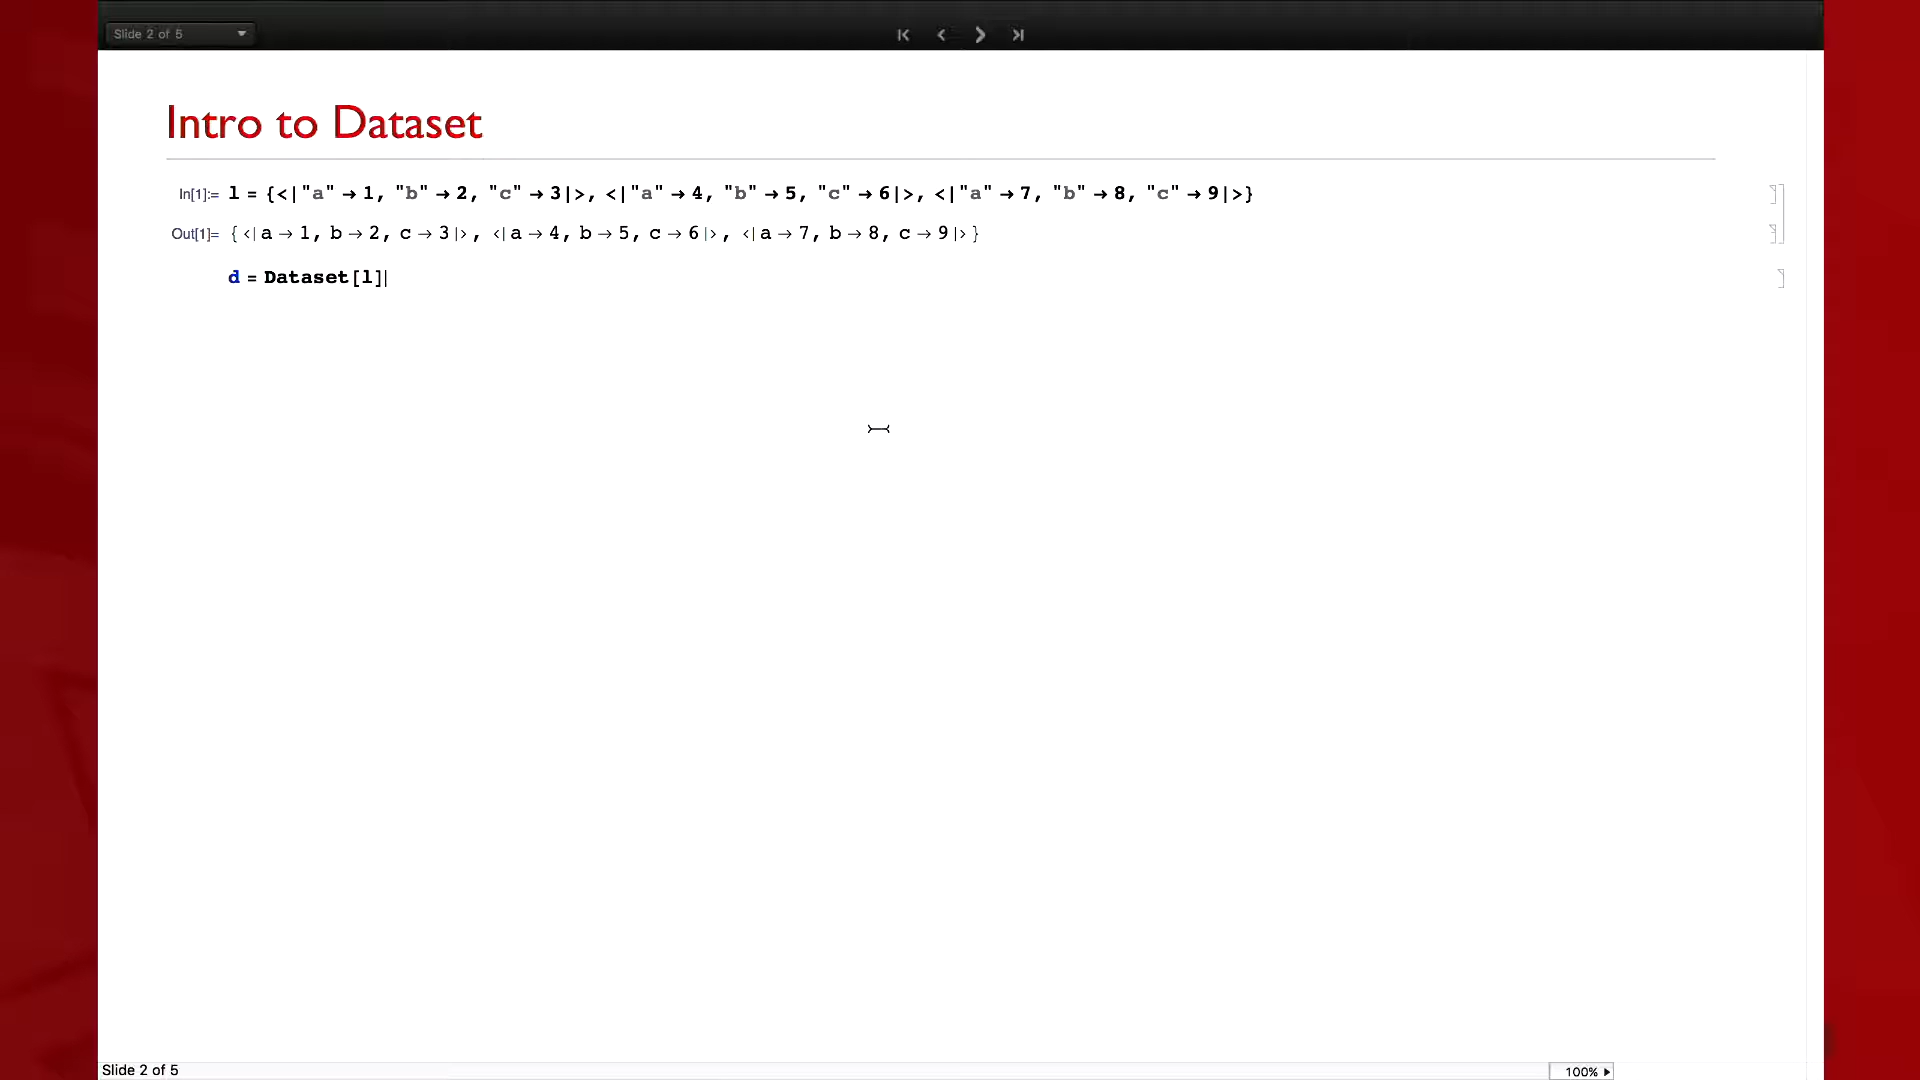 Slide 2 of 5
Intro to Dataset
In[1]:= l = {<|"a" → 1, "b" → 2, "c" → 3|>, <|"a" → 4, "b" → 5, "c" → 6|>, <|"a" → 7, "b" → 8, "c" → 9|>}
Out[1]= {<|a → 1, b → 2, c → 3|>, <|a → 4, b → 5, c → 6|>, <|a → 7, b → 8, c → 9|>}
d = Dataset[l]
Slide 2 of 5
100%